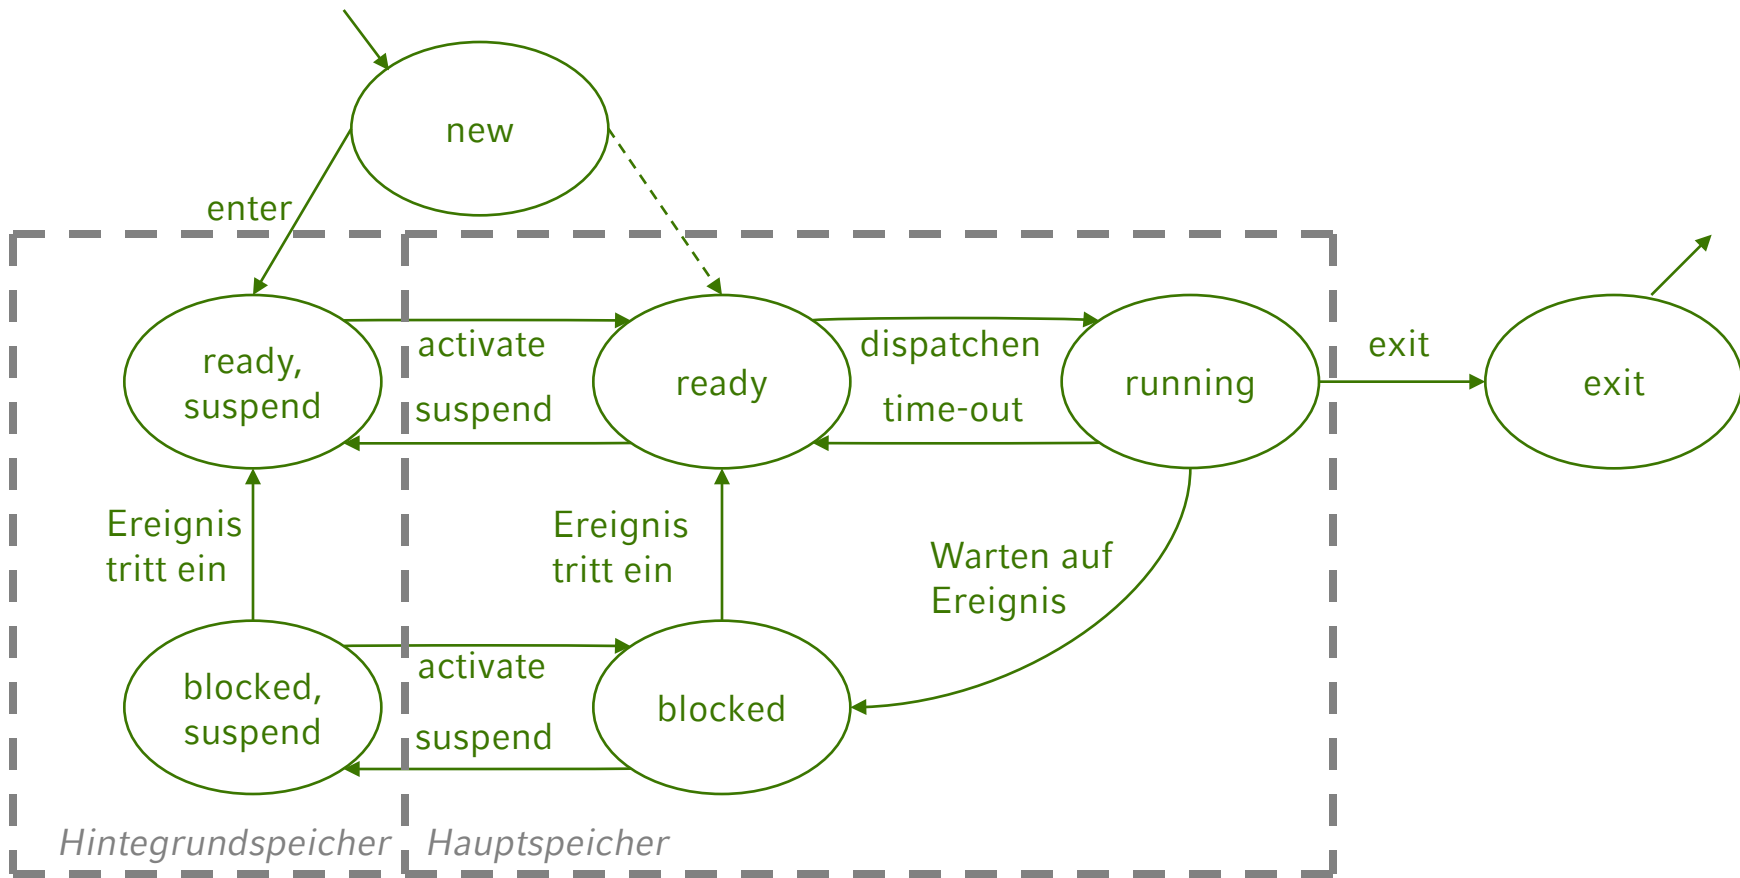 new
enter
activate
dispatchen
exit
ready,
suspend
ready
running
exit
suspend
time-out
Ereignis
tritt ein
Ereignis
tritt ein
Warten auf
Ereignis
activate
blocked,
suspend
blocked
suspend
Hintegrundspeicher
Hauptspeicher